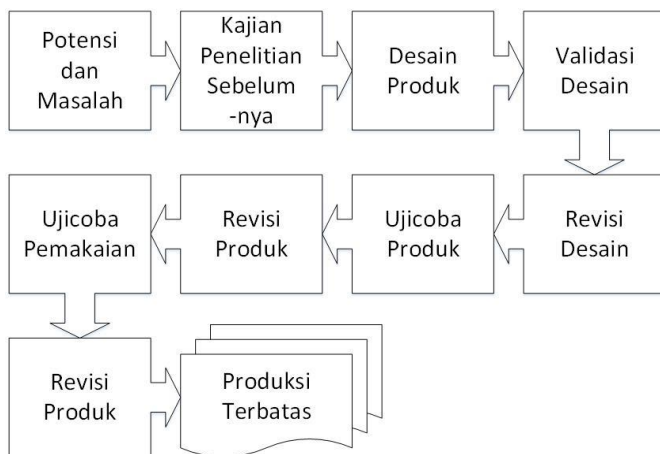 Potensi
dan
Masalah
Kajian
Penelitian
Sebelum
-nya
Desain
Produk
Validasi
Desain
Revisi
Desain
Ujicoba
Produk
Revisi
Produk
Ujicoba
Pemakaian
Revisi
Produk
Produksi
Terbatas